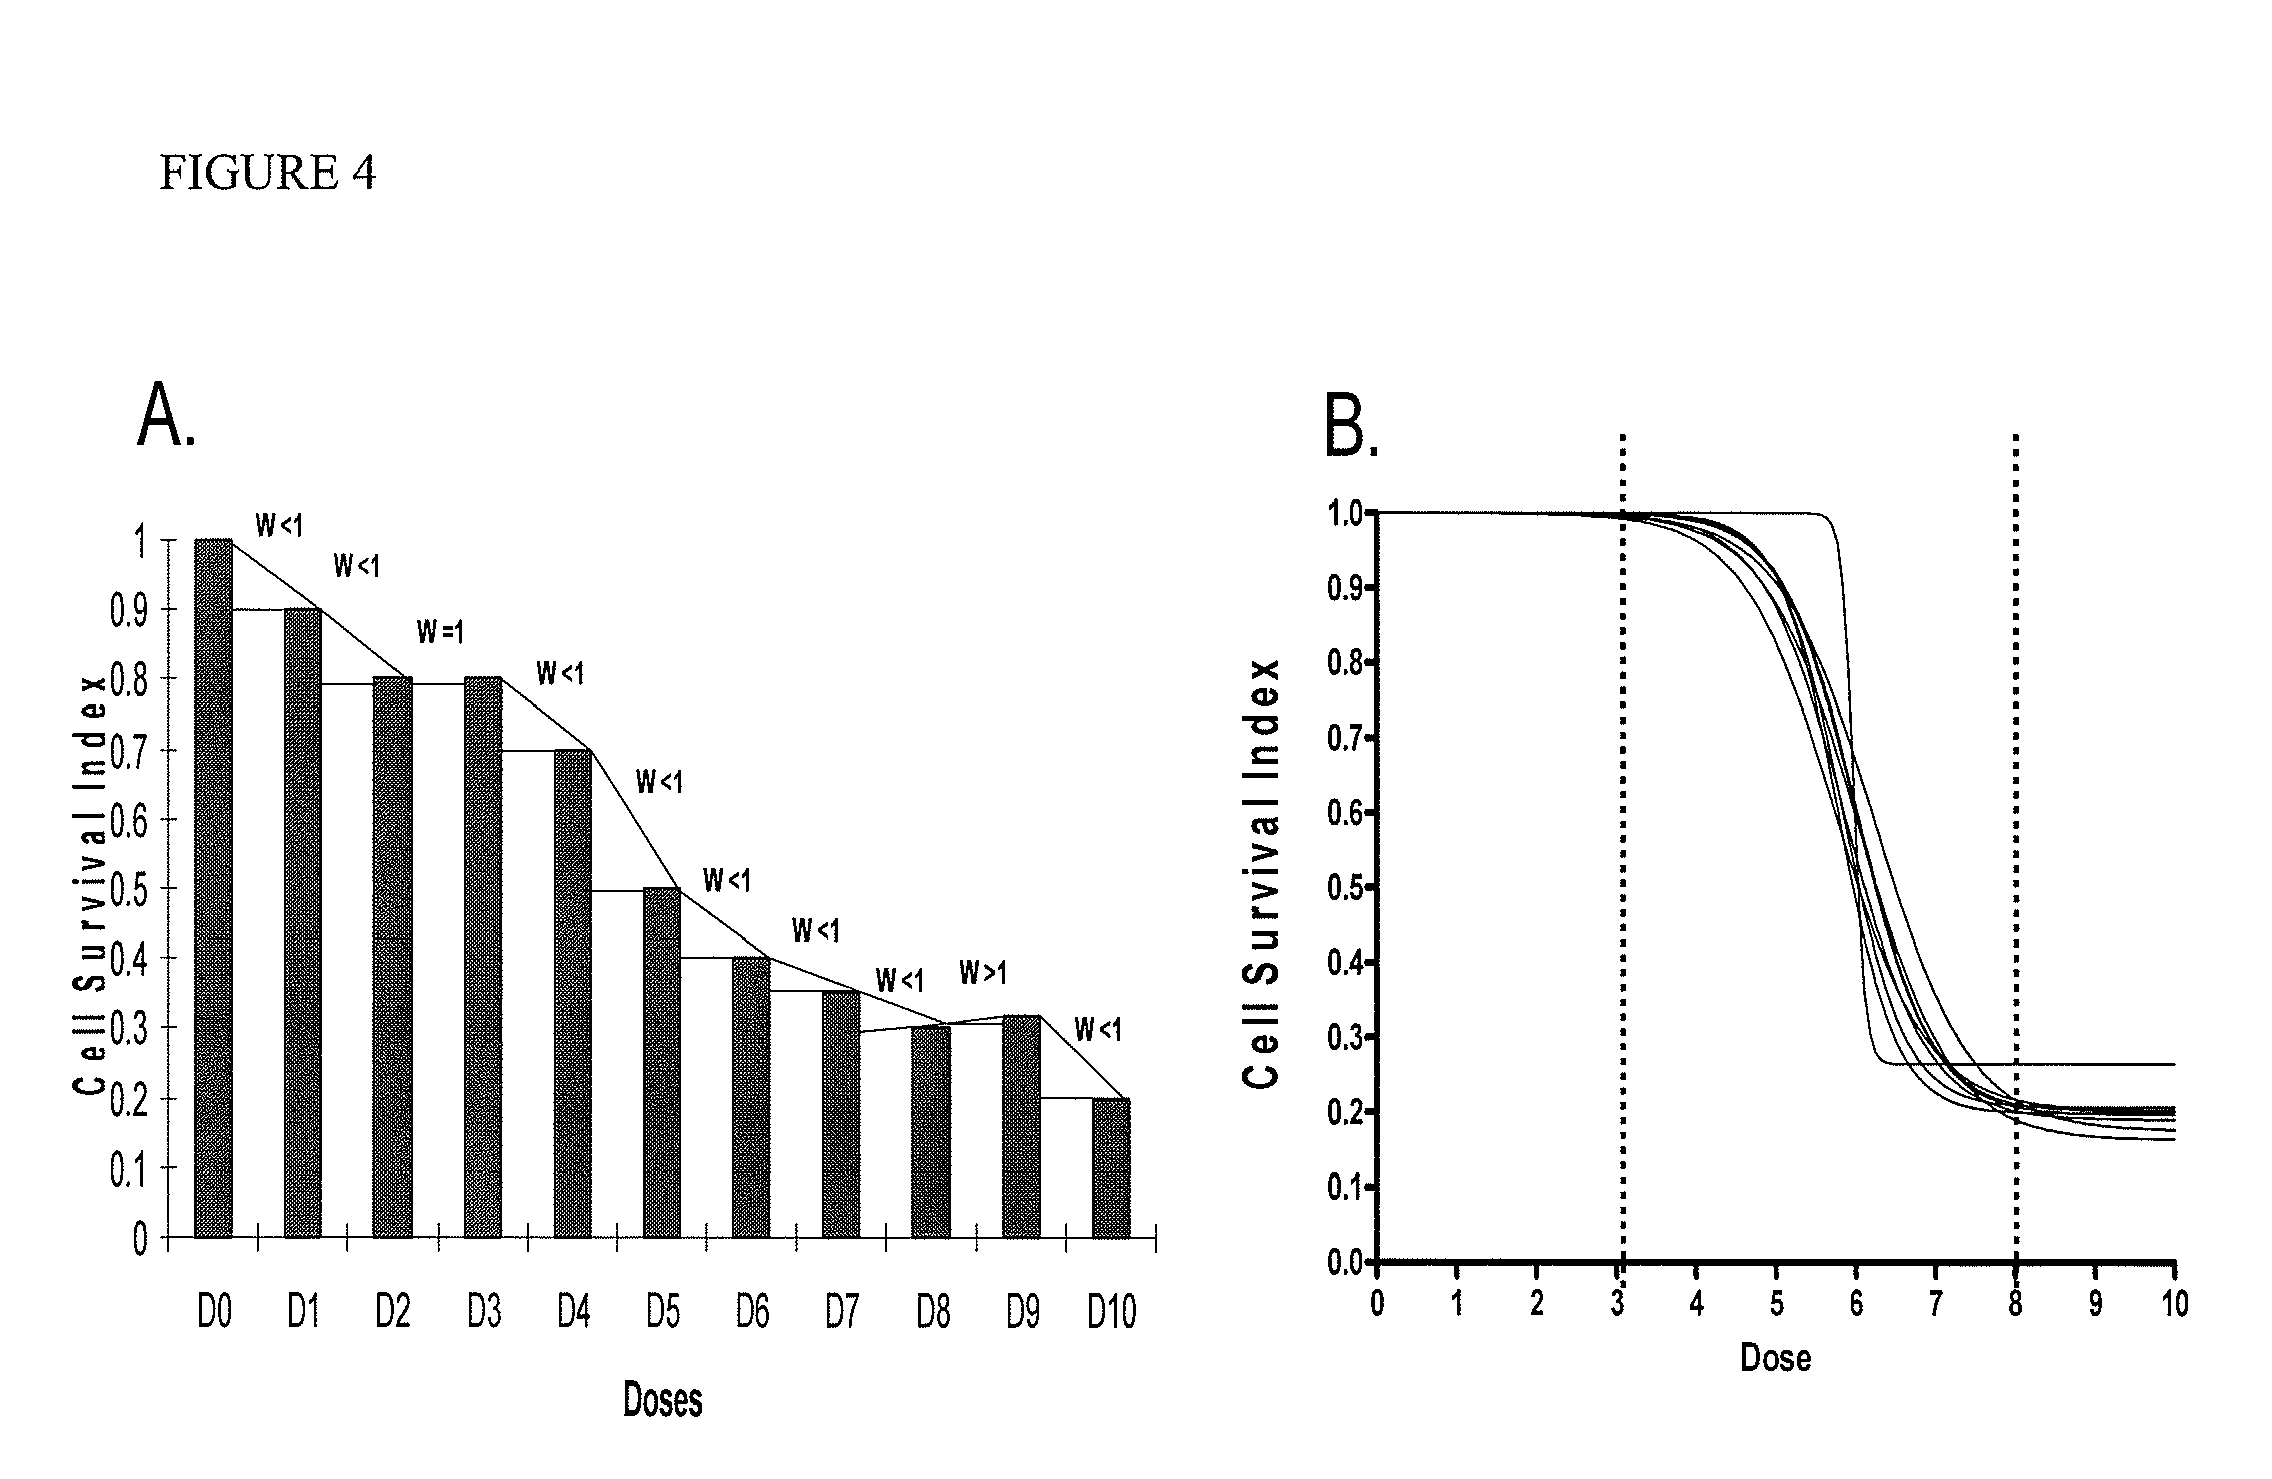 FIGURE 4
A.
W<1
W<1
W=1
W<1
W<1
W<1
W<1
W<1
W>1
W<1
1
0.9
0.8
0.7
0.6
0.5
0.4
0.3
0.2
0.1
0
Cell Survival Index
D0 D1 D2 D3 D4 D5 D6 D7 D8 D9 D10
Doses
B.
1.0
0.9
0.8
0.7
0.6
0.5
0.4
0.3
0.2
0.1
0.0
Cell Survival Index
0 1 2 3 4 5 6 7 8 9 10
Dose